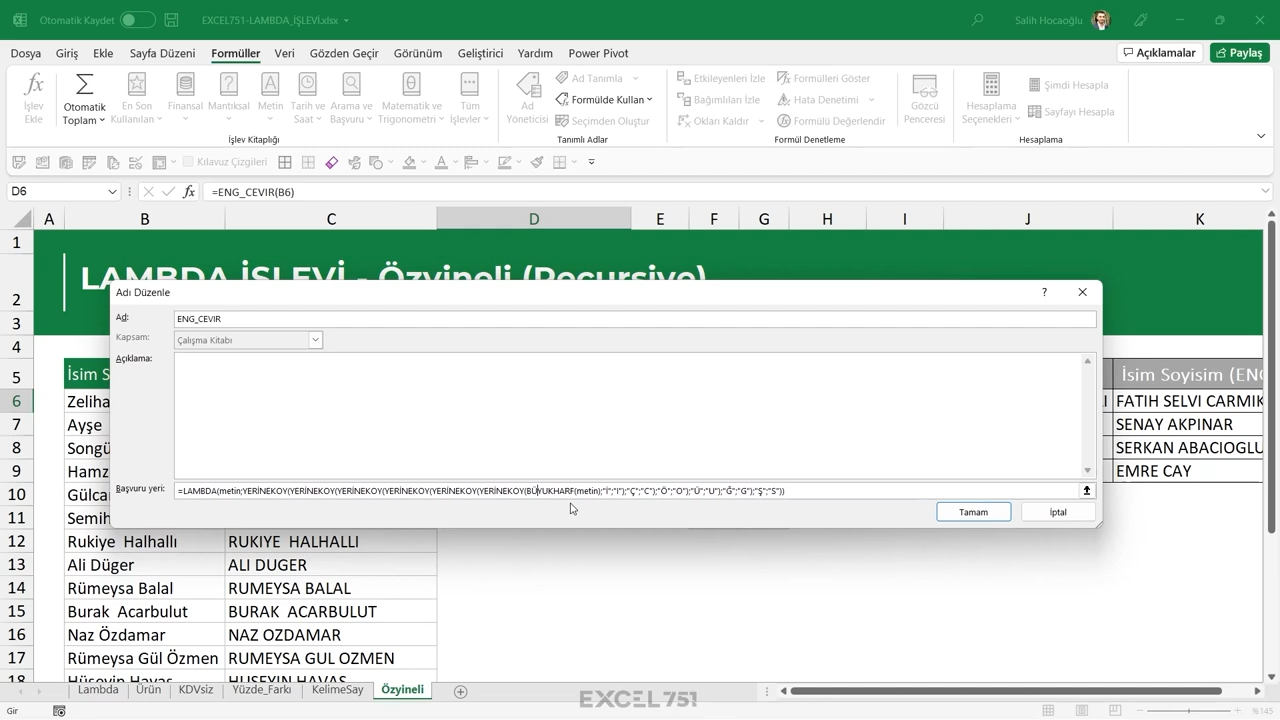 Otomatik Kaydet EXCEL751-LAMBDA_İŞLEVİ.xlsx Salih Hocaoğlu
Dosya Giriş Ekle Sayfa Düzeni Formüller Veri Gözden Geçir Görünüm Geliştirici Yardım Power Pivot Açıklamalar Paylaş
İşlev Ekle
Otomatik Toplam
En Son Kullanılan
Finansal
Mantıksal
Metin
Tarih ve Saat
Arama ve Başvuru
Matematik ve Trigonometri
Tüm İşlevler
İşlev Kitaplığı
Ad Yöneticisi
Ad Tanımla
Formülde Kullan
Seçimden Oluştur
Tanımlı Adlar
Etkileyenleri İzle
Bağımlıları İzle
Okları Kaldır
Formülleri Göster
Hata Denetimi
Formülü Değerlendir
Gözcü Penceresi
Formül Denetleme
Hesaplama Seçenekleri
Şimdi Hesapla
Sayfayı Hesapla
Hesaplama
Kılavuz Çizgileri
D6 fx =ENG_CEVIR(B6)
A B C D E F G H I J K
1
2 LAMBDA İŞLEVİ - Özyineli (Recursive)
3
4
Adı Düzenle ?
Ad: ENG_CEVIR
Kapsam: Çalışma Kitabı
Açıklama:
Başvuru yeri: =LAMBDA(metin;YERİNEKOY(YERİNEKOY(YERİNEKOY(YERİNEKOY(YERİNEKOY(YERİNEKOY(BÜYÜKHARF(metin);"İ";"I");"Ç";"C");"Ö";"O");"Ü";"U");"Ğ";"G");"Ş";"S"))
Tamam İptal
5 İsim S İsim Soyisim (ENG
6 Zeliha FATIH SELVI CARMIK
7 Ayşe SENAY AKPINAR
8 Songü SERKAN ABACIOGLU
9 Hamz EMRE CAY
10 Gülca
11 Semih
12 Rukiye Halhallı RUKIYE HALHALLI
13 Ali Düger ALI DUGER
14 Rümeysa Balal RUMEYSA BALAL
15 Burak Acarbulut BURAK ACARBULUT
16 Naz Özdamar NAZ OZDAMAR
17 Rümeysa Gül Özmen RUMEYSA GUL OZMEN
18 Hüseyin Havas HUSEYIN HAVAS
Lambda Ürün KDVsiz Yüzde_Farkı KelimeSay Özyineli
EXCEL751
Gir %145